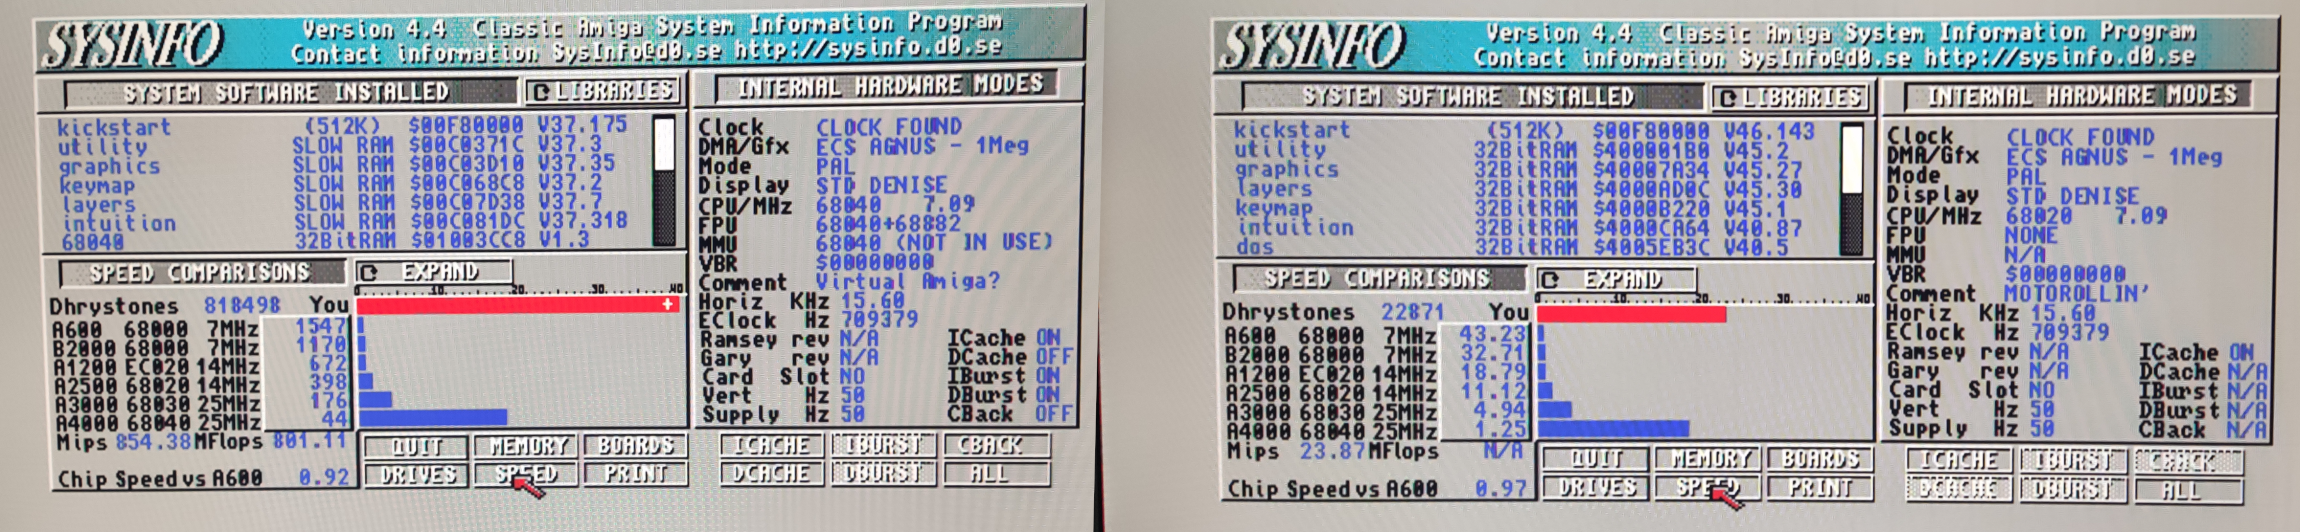 SYSINFO
Version 4.4 Classic Amiga System Information Program
Contact information SysInfo@d0.se http://sysinfo.d0.se
SYSTEM SOFTWARE INSTALLED
LIBRARIES
kickstart (512K) $00F80000 V37.175
utility SLOW RAM $00C0371C V37.3
graphics SLOW RAM $00C03D10 V37.35
keymap SLOW RAM $00C068C8 V37.2
layers SLOW RAM $00C07D38 V37.7
intuition SLOW RAM $00C081DC V37.318
68040 32BitRAM $01003CC8 V1.3
SPEED COMPARISONS
EXPAND
0 10 20 30 40
Dhrystones 818498 You
A600 68000 7MHz 1547
B2000 68000 7MHz 1170
A1200 EC020 14MHz 672
A2500 68020 14MHz 398
A3000 68030 25MHz 176
A4000 68040 25MHz 44
Mips 854.38 MFlops 801.11
Chip Speed vs A600 0.92
QUIT MEMORY BOARDS
DRIVES SPEED PRINT
INTERNAL HARDWARE MODES
Clock CLOCK FOUND
DMA/Gfx ECS AGNUS - 1Meg
Mode PAL
Display STD DENISE
CPU/MHz 68040 7.09
FPU 68040+68882
MMU 68040 (NOT IN USE)
VBR $00000000
Comment Virtual Amiga?
Horiz KHz 15.60
EClock Hz 709379
Ramsey rev N/A ICache ON
Gary rev N/A DCache OFF
Card Slot NO IBurst ON
Vert Hz 50 DBurst ON
Supply Hz 50 CBack OFF
ICACHE IBURST CBACK
DCACHE DBURST ALL
SYSINFO
Version 4.4 Classic Amiga System Information Program
Contact information SysInfo@d0.se http://sysinfo.d0.se
SYSTEM SOFTWARE INSTALLED
LIBRARIES
kickstart (512K) $00F80000 V46.143
utility 32BitRAM $400001B0 V45.2
graphics 32BitRAM $40007A34 V45.27
layers 32BitRAM $4000AD0C V45.30
keymap 32BitRAM $4000B220 V45.1
intuition 32BitRAM $4000CA64 V40.87
dos 32BitRAM $4005EB3C V40.5
SPEED COMPARISONS
EXPAND
0 10 20 30 40
Dhrystones 22871 You
A600 68000 7MHz 43.23
B2000 68000 7MHz 32.71
A1200 EC020 14MHz 18.79
A2500 68020 14MHz 11.12
A3000 68030 25MHz 4.94
A4000 68040 25MHz 1.25
Mips 23.87 MFlops N/A
Chip Speed vs A600 0.97
QUIT MEMORY BOARDS
DRIVES SPEED PRINT
INTERNAL HARDWARE MODES
Clock CLOCK FOUND
DMA/Gfx ECS AGNUS - 1Meg
Mode PAL
Display STD DENISE
CPU/MHz 68020 7.09
FPU NONE
MMU N/A
VBR $00000000
Comment MOTOROLLIN'
Horiz KHz 15.60
EClock Hz 709379
Ramsey rev N/A ICache ON
Gary rev N/A DCache N/A
Card Slot NO IBurst N/A
Vert Hz 50 DBurst N/A
Supply Hz 50 CBack N/A
ICACHE IBURST CBACK
DCACHE DBURST ALL